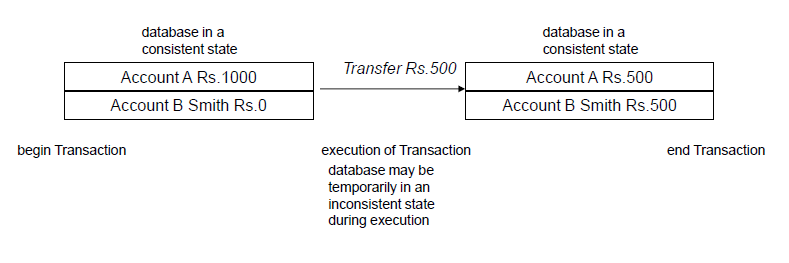 database in a
consistent state
database in a
consistent state
Account A Rs.1000
Account B Smith Rs.0
Transfer Rs.500
Account A Rs.500
Account B Smith Rs.500
begin Transaction
execution of Transaction
end Transaction
database may be
temporarily in an
inconsistent state
during execution